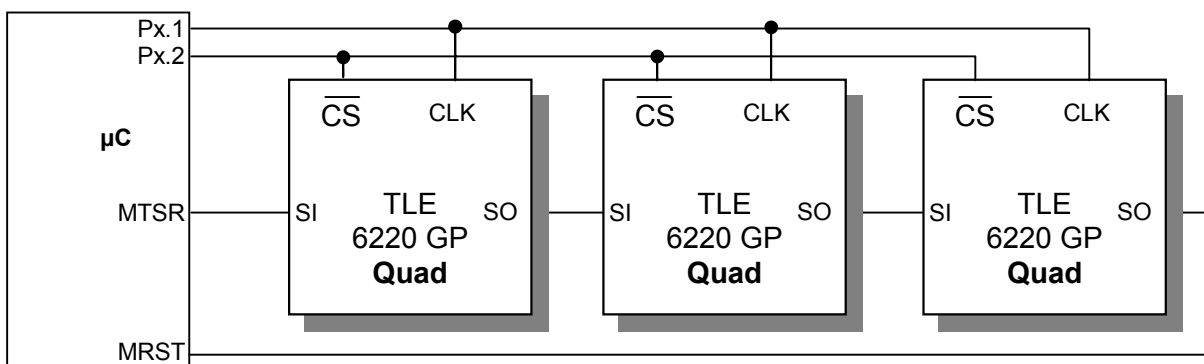 Px.1
Px.2
CS CLK CS CLK CS CLK
µC
MTSR SI TLE SO SI TLE SO SI TLE SO
6220 GP 6220 GP 6220 GP
Quad Quad Quad
MRST